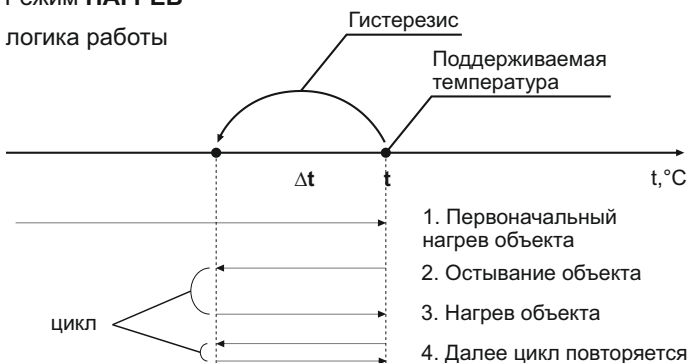 Режим НАГРЕВ
логика работы
Гистерезис
Поддерживаемая
температура
Δt
t
t,°C
1. Первоначальный
нагрев объекта
2. Остывание объекта
3. Нагрев объекта
цикл
4. Далее цикл повторяется